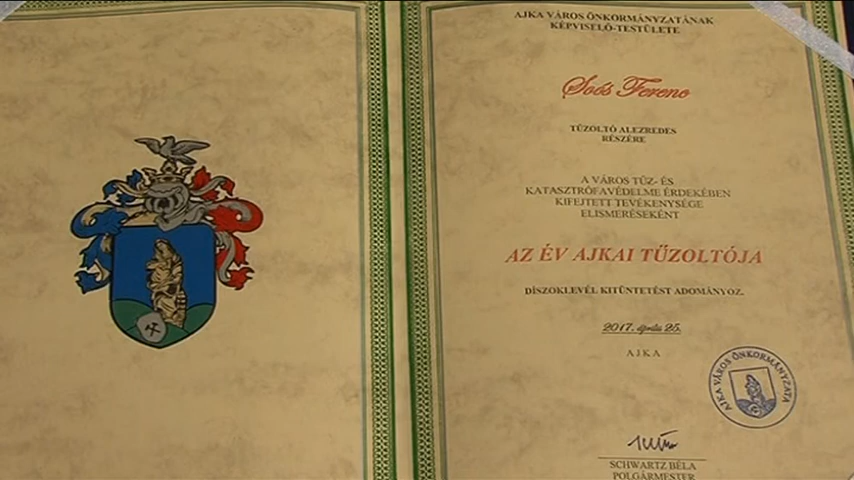 AJKA VÁROS ÖNKORMÁNYZATÁNAK
KÉPVISELŐ-TESTÜLETE
Soós Ferenc
TŰZOLTÓ ALEZREDES
RÉSZÉRE
A VÁROS TŰZ- ÉS
KATASZTRÓFAVÉDELME ÉRDEKÉBEN
KIFEJTETT TEVÉKENYSÉGE
ELISMERÉSEKÉNT
AZ ÉV AJKAI TŰZOLTÓJA
DÍSZOKLEVÉL KITÜNTETÉST ADOMÁNYOZ.
2017. április 25.
AJKA
AJKA VÁROS ÖNKORMÁNYZATA
SCHWARTZ BÉLA
POLGÁRMESTER